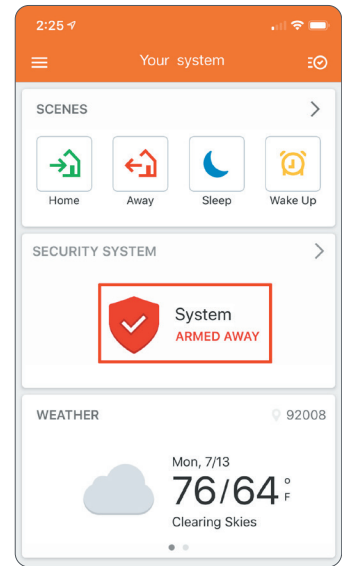 2:25
Your system
SCENES
Home Away Sleep Wake Up
SECURITY SYSTEM
System
ARMED AWAY
WEATHER 92008
Mon, 7/13
76/64° F
Clearing Skies